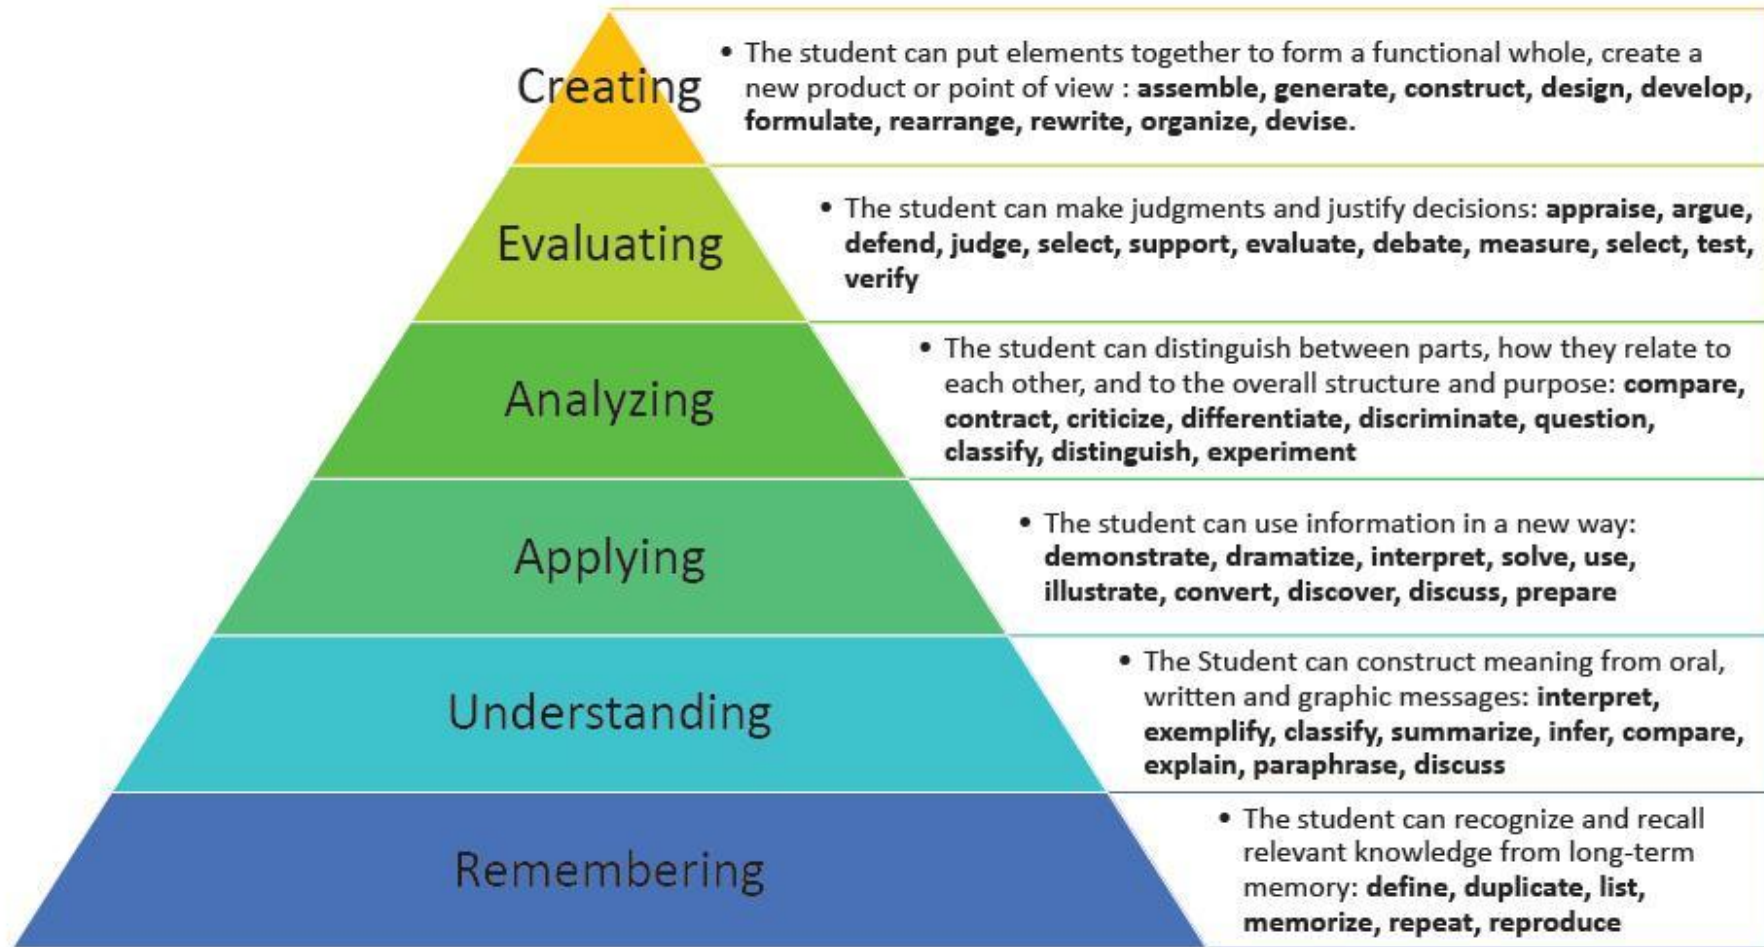 Creating
• The student can put elements together to form a functional whole, create a
new product or point of view : assemble, generate, construct, design, develop,
formulate, rearrange, rewrite, organize, devise.
Evaluating
• The student can make judgments and justify decisions: appraise, argue,
defend, judge, select, support, evaluate, debate, measure, select, test,
verify
Analyzing
• The student can distinguish between parts, how they relate to
each other, and to the overall structure and purpose: compare,
contract, criticize, differentiate, discriminate, question,
classify, distinguish, experiment
Applying
• The student can use information in a new way:
demonstrate, dramatize, interpret, solve, use,
illustrate, convert, discover, discuss, prepare
Understanding
• The Student can construct meaning from oral,
written and graphic messages: interpret,
exemplify, classify, summarize, infer, compare,
explain, paraphrase, discuss
Remembering
• The student can recognize and recall
relevant knowledge from long-term
memory: define, duplicate, list,
memorize, repeat, reproduce